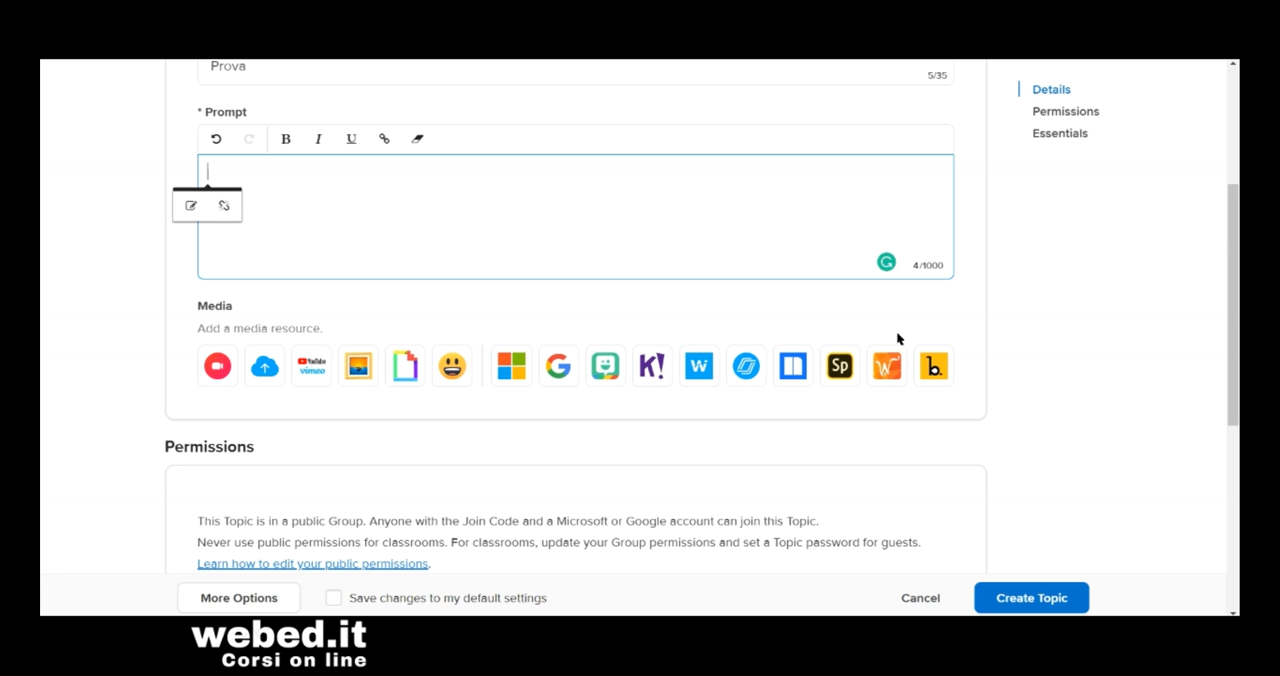 Prova
5/35
Details
* Prompt
Permissions
B I U
Essentials
4/1000
Media
Add a media resource.
YouTube
vimeo
K!
W
Sp
W
b.
Permissions
This Topic is in a public Group. Anyone with the Join Code and a Microsoft or Google account can join this Topic.
Never use public permissions for classrooms. For classrooms, update your Group permissions and set a Topic password for guests.
Learn how to edit your public permissions.
More Options
Save changes to my default settings
Cancel
Create Topic
webed.it
Corsi on line